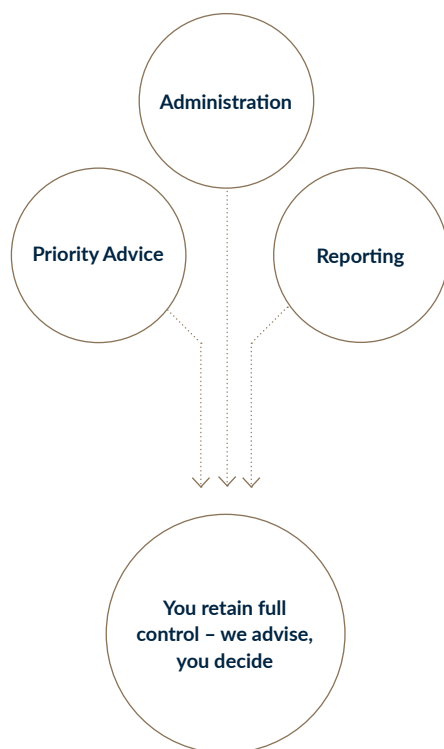 Administration
Priority Advice
Reporting
You retain full
control – we advise,
you decide